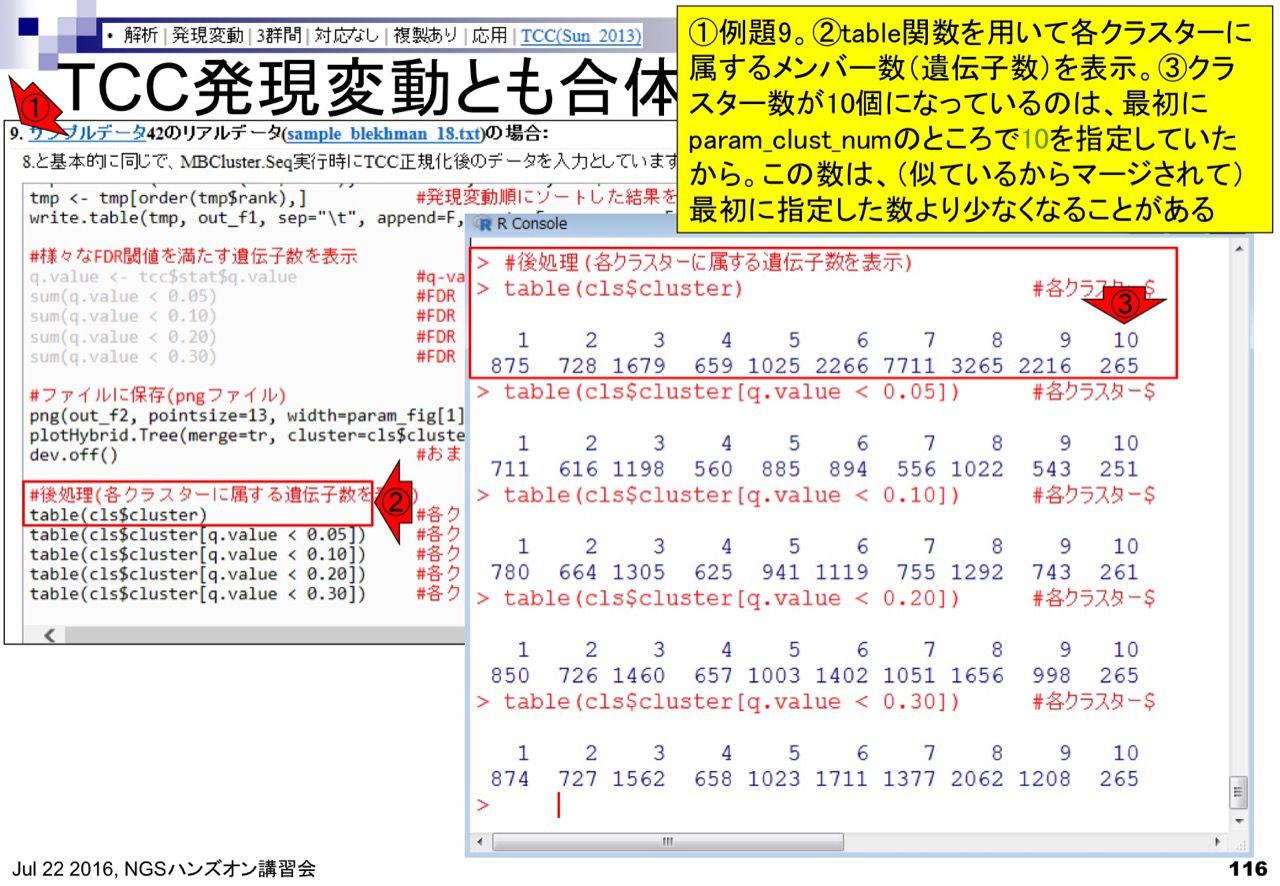 ・ 解析 | 発現変動 | 3群間 | 対応なし | 複製あり | 応用 | TCC(Sun_2013)
TCC発現変動とも合体
①例題9。②table関数を用いて各クラスターに
属するメンバー数(遺伝子数)を表示。③クラ
スター数が10個になっているのは、最初に
param_clust_numのところで10を指定していた
から。この数は、(似ているからマージされて)
最初に指定した数より少なくなることがある
①
9. サンプルデータ42のリアルデータ(sample_blekhman_18.txt)の場合:
8.と基本的に同じで、MBCluster.Seq実行時にTCC正規化後のデータを入力としています
tmp <- tmp[order(tmp$rank),] #発現変動順にソートした結果を
write.table(tmp, out_f1, sep="\t", append=F,
#様々なFDR閾値を満たす遺伝子数を表示
q.value <- tcc$stat$q.value #q-va
sum(q.value < 0.05) #FDR
sum(q.value < 0.10) #FDR
sum(q.value < 0.20) #FDR
sum(q.value < 0.30) #FDR
#ファイルに保存(pngファイル)
png(out_f2, pointsize=13, width=param_fig[1]
plotHybrid.Tree(merge=tr, cluster=cls$cluste
dev.off() #おま
#後処理(各クラスターに属する遺伝子数を
②
table(cls$cluster) #各ク
table(cls$cluster[q.value < 0.05]) #各ク
table(cls$cluster[q.value < 0.10]) #各ク
table(cls$cluster[q.value < 0.20]) #各ク
table(cls$cluster[q.value < 0.30]) #各ク
R Console
> #後処理(各クラスターに属する遺伝子数を表示)
> table(cls$cluster) #各クラスター$
③
1 2 3 4 5 6 7 8 9 10
875 728 1679 659 1025 2266 7711 3265 2216 265
> table(cls$cluster[q.value < 0.05]) #各クラスター$
1 2 3 4 5 6 7 8 9 10
711 616 1198 560 885 894 556 1022 543 251
> table(cls$cluster[q.value < 0.10]) #各クラスター$
1 2 3 4 5 6 7 8 9 10
780 664 1305 625 941 1119 755 1292 743 261
> table(cls$cluster[q.value < 0.20]) #各クラスター$
1 2 3 4 5 6 7 8 9 10
850 726 1460 657 1003 1402 1051 1656 998 265
> table(cls$cluster[q.value < 0.30]) #各クラスター$
1 2 3 4 5 6 7 8 9 10
874 727 1562 658 1023 1711 1377 2062 1208 265
>
Jul 22 2016, NGSハンズオン講習会
116